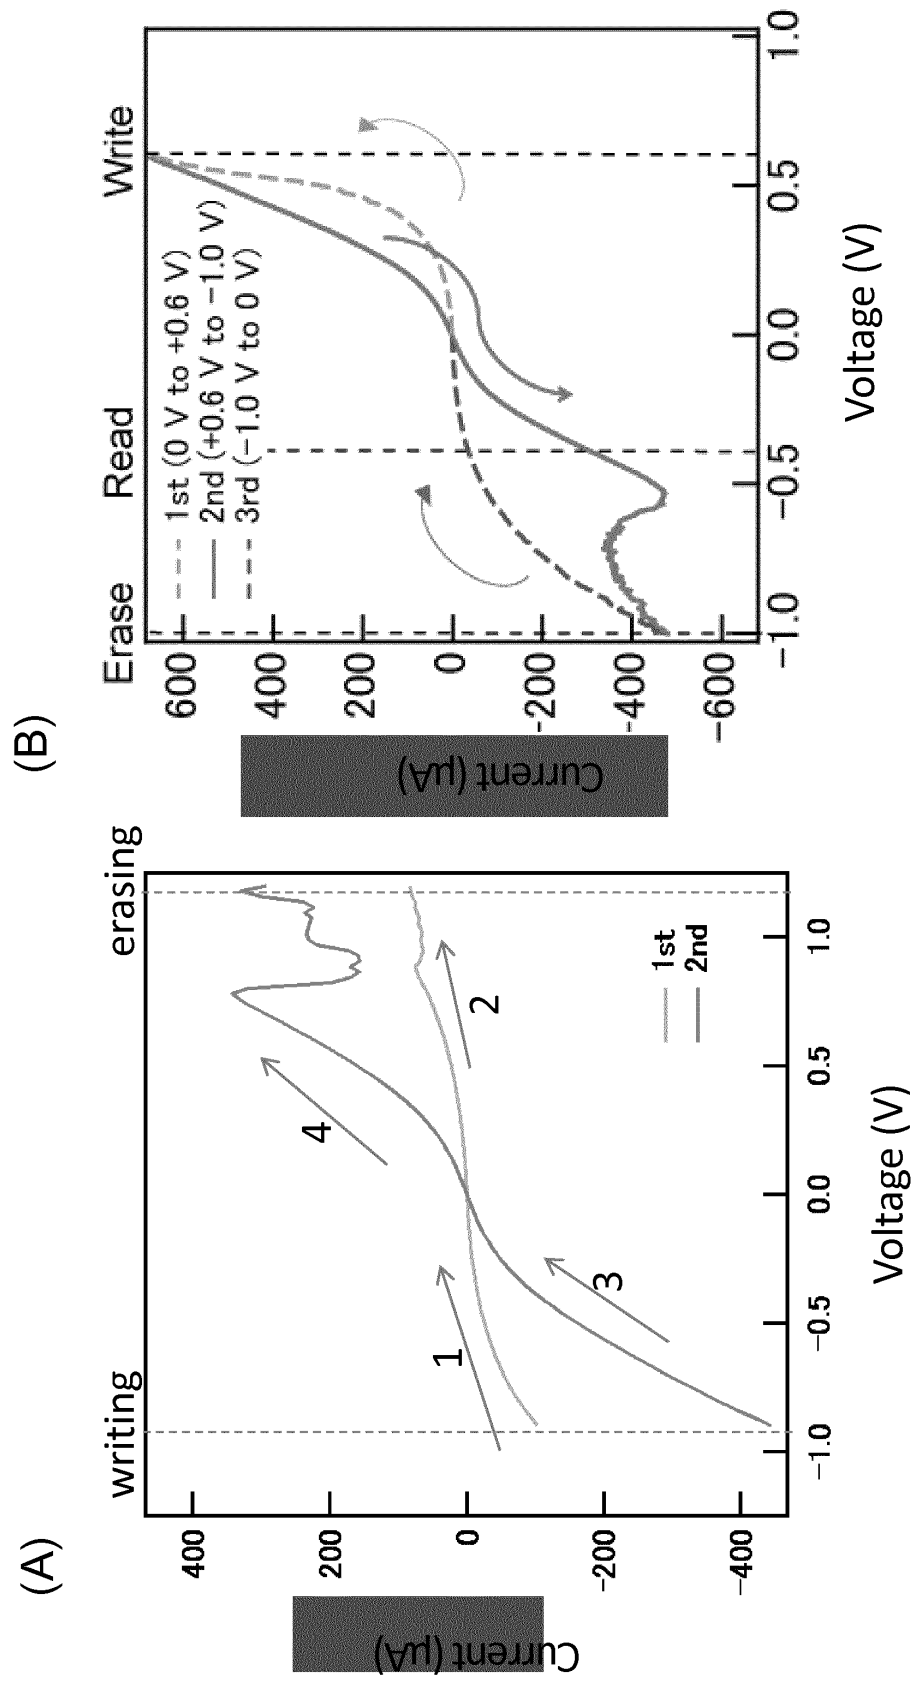 (A)
writing
erasing
400
200
0
-200
-400
Current (µA)
1
2
3
4
1st
2nd
-1.0
-0.5
0.0
0.5
1.0
Voltage (V)
(B)
Erase
Read
Write
1st (0 V to +0.6 V)
2nd (+0.6 V to -1.0 V)
3rd (-1.0 V to 0 V)
600
400
200
0
-200
-400
-600
Current (µA)
-1.0
-0.5
0.0
0.5
1.0
Voltage (V)